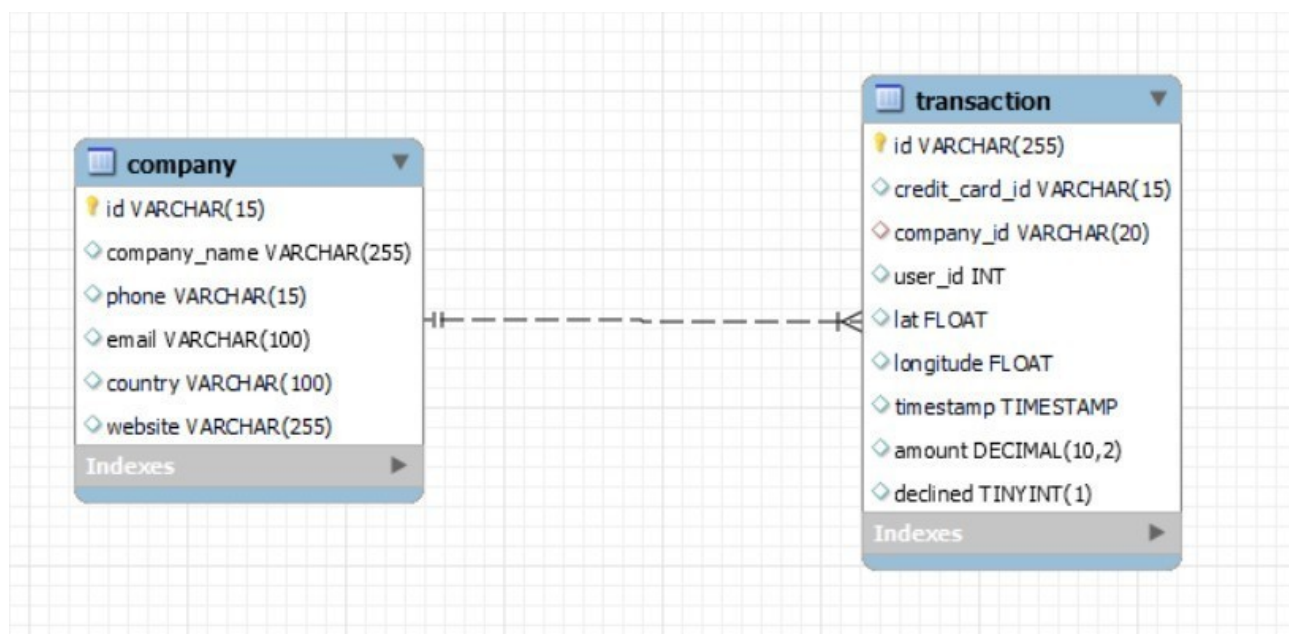 company
id VARCHAR(15)
company_name VARCHAR(255)
phone VARCHAR(15)
email VARCHAR(100)
country VARCHAR(100)
website VARCHAR(255)
Indexes
transaction
id VARCHAR(255)
credit_card_id VARCHAR(15)
company_id VARCHAR(20)
user_id INT
lat FLOAT
longitude FLOAT
timestamp TIMESTAMP
amount DECIMAL(10,2)
declined TINYINT(1)
Indexes